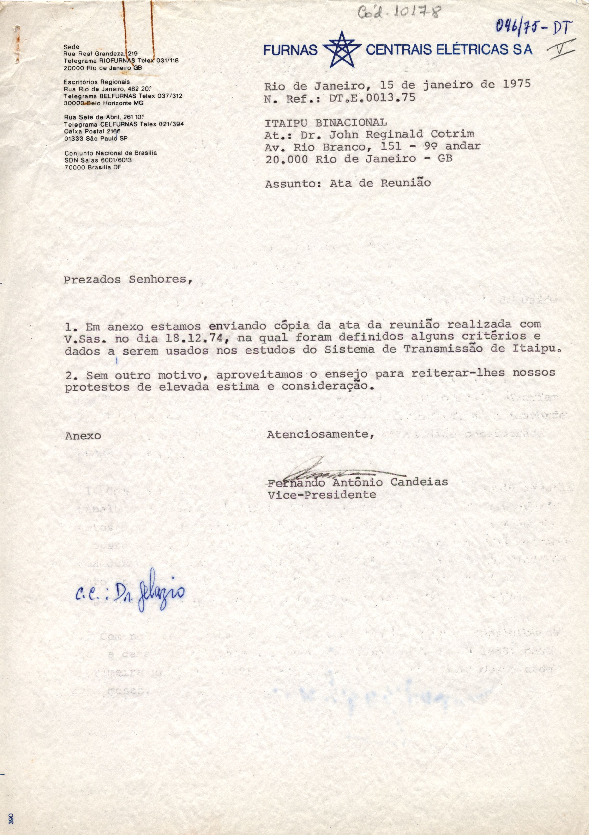 Cód. 10178
096/75-DT
V
Sede
Rua Real Grandeza, 219
Telegrama RIOFURNAS Telex 031/116
20000 Rio de Janeiro GB
Escritórios Regionais
Rua Rio de Janeiro, 462 20º
Telegrama BELFURNAS Telex 037/312
30000 Belo Horizonte MG
Rua Sete de Abril, 261 10º
Telegrama CELFURNAS Telex 021/394
Caixa Postal 2166
01333 São Paulo SP
Conjunto Nacional de Brasília
SDN Salas 6001/6013
70000 Brasília DF
FURNAS CENTRAIS ELÉTRICAS SA
Rio de Janeiro, 15 de janeiro de 1975
N. Ref.: DT.E.0013.75
ITAIPU BINACIONAL
At.: Dr. John Reginald Cotrim
Av. Rio Branco, 151 - 9º andar
20.000 Rio de Janeiro - GB
Assunto: Ata de Reunião
Prezados Senhores,
1. Em anexo estamos enviando cópia da ata da reunião realizada com
V.Sas. no dia 18.12.74, na qual foram definidos alguns critérios e
dados a serem usados nos estudos do Sistema de Transmissão de Itaipu.
2. Sem outro motivo, aproveitamos o ensejo para reiterar-lhes nossos
protestos de elevada estima e consideração.
Anexo
Atenciosamente,
Fernando Antônio Candeias
Vice-Presidente
c.c.: Dr. Gelazio